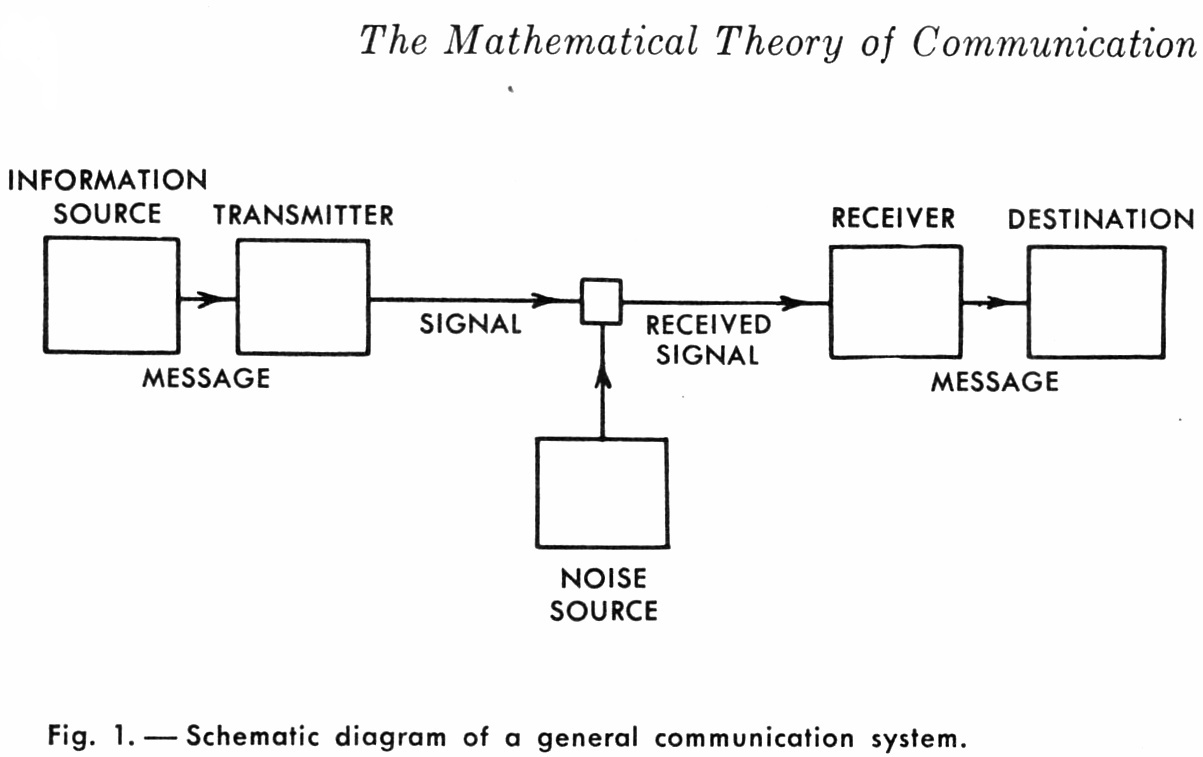 The Mathematical Theory of Communication
INFORMATION
SOURCE
TRANSMITTER
RECEIVER
DESTINATION
SIGNAL
RECEIVED
SIGNAL
MESSAGE
MESSAGE
NOISE
SOURCE
Fig. 1. — Schematic diagram of a general communication system.